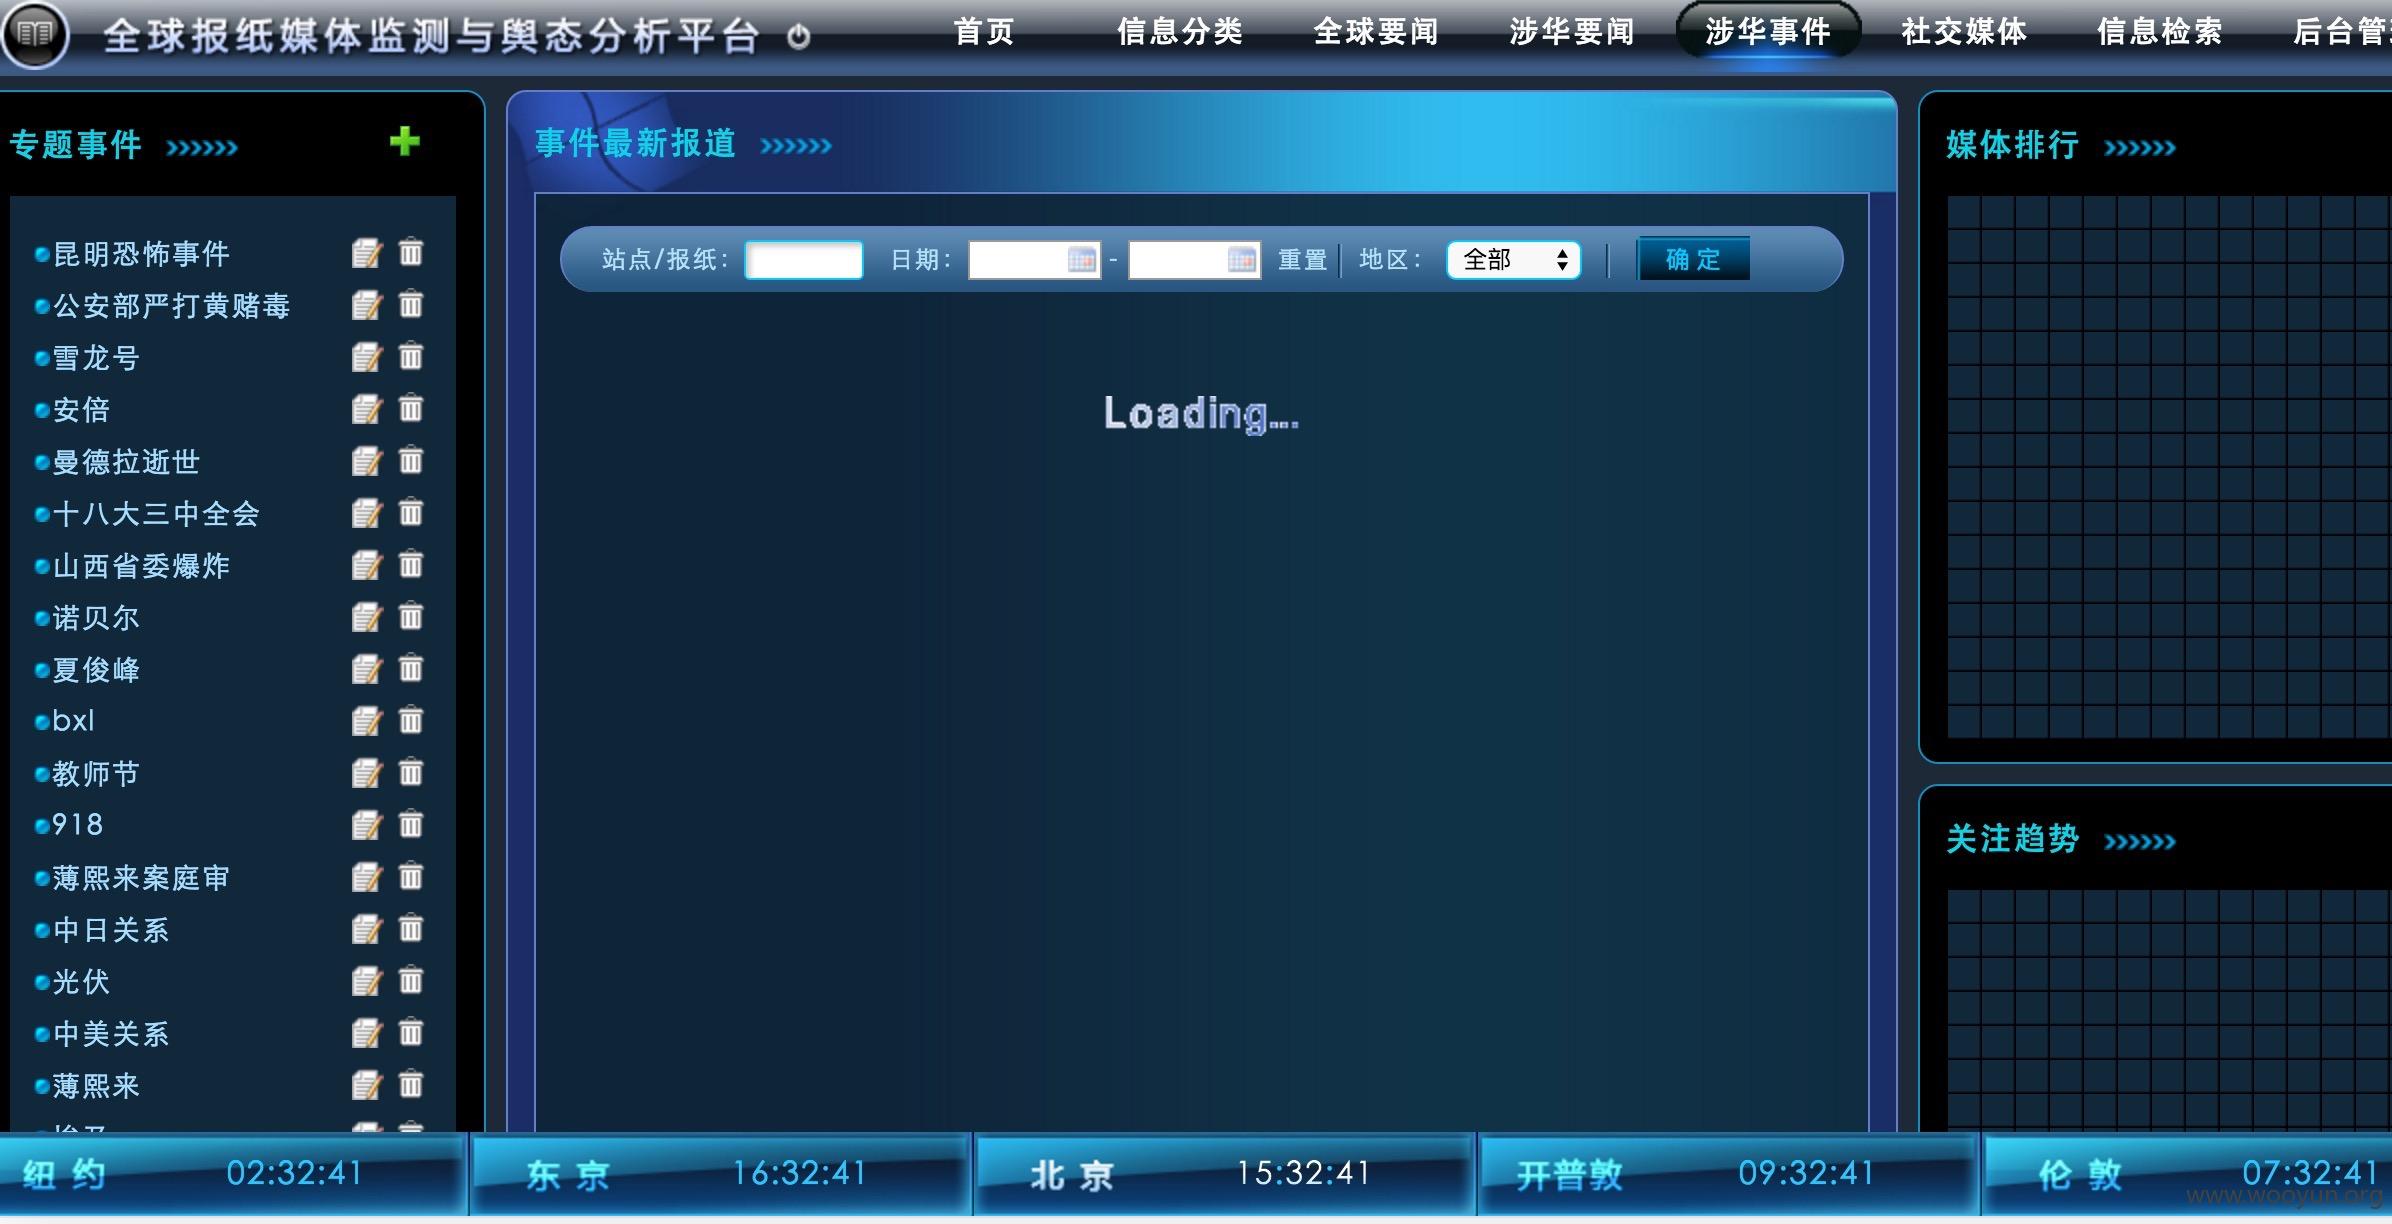 全球报纸媒体监测与舆态分析平台
首页 信息分类 全球要闻 涉华要闻 涉华事件 社交媒体 信息检索 后台管
专题事件
昆明恐怖事件
公安部严打黄赌毒
雪龙号
安倍
曼德拉逝世
十八大三中全会
山西省委爆炸
诺贝尔
夏俊峰
bxl
教师节
918
薄熙来案庭审
中日关系
光伏
中美关系
薄熙来
事件最新报道
站点/报纸: 日期: - 重置 地区: 全部 确定
Loading...
媒体排行
关注趋势
纽约 02:32:41 东京 16:32:41 北京 15:32:41 开普敦 09:32:41 伦敦 07:32:41
www.wooyun.org